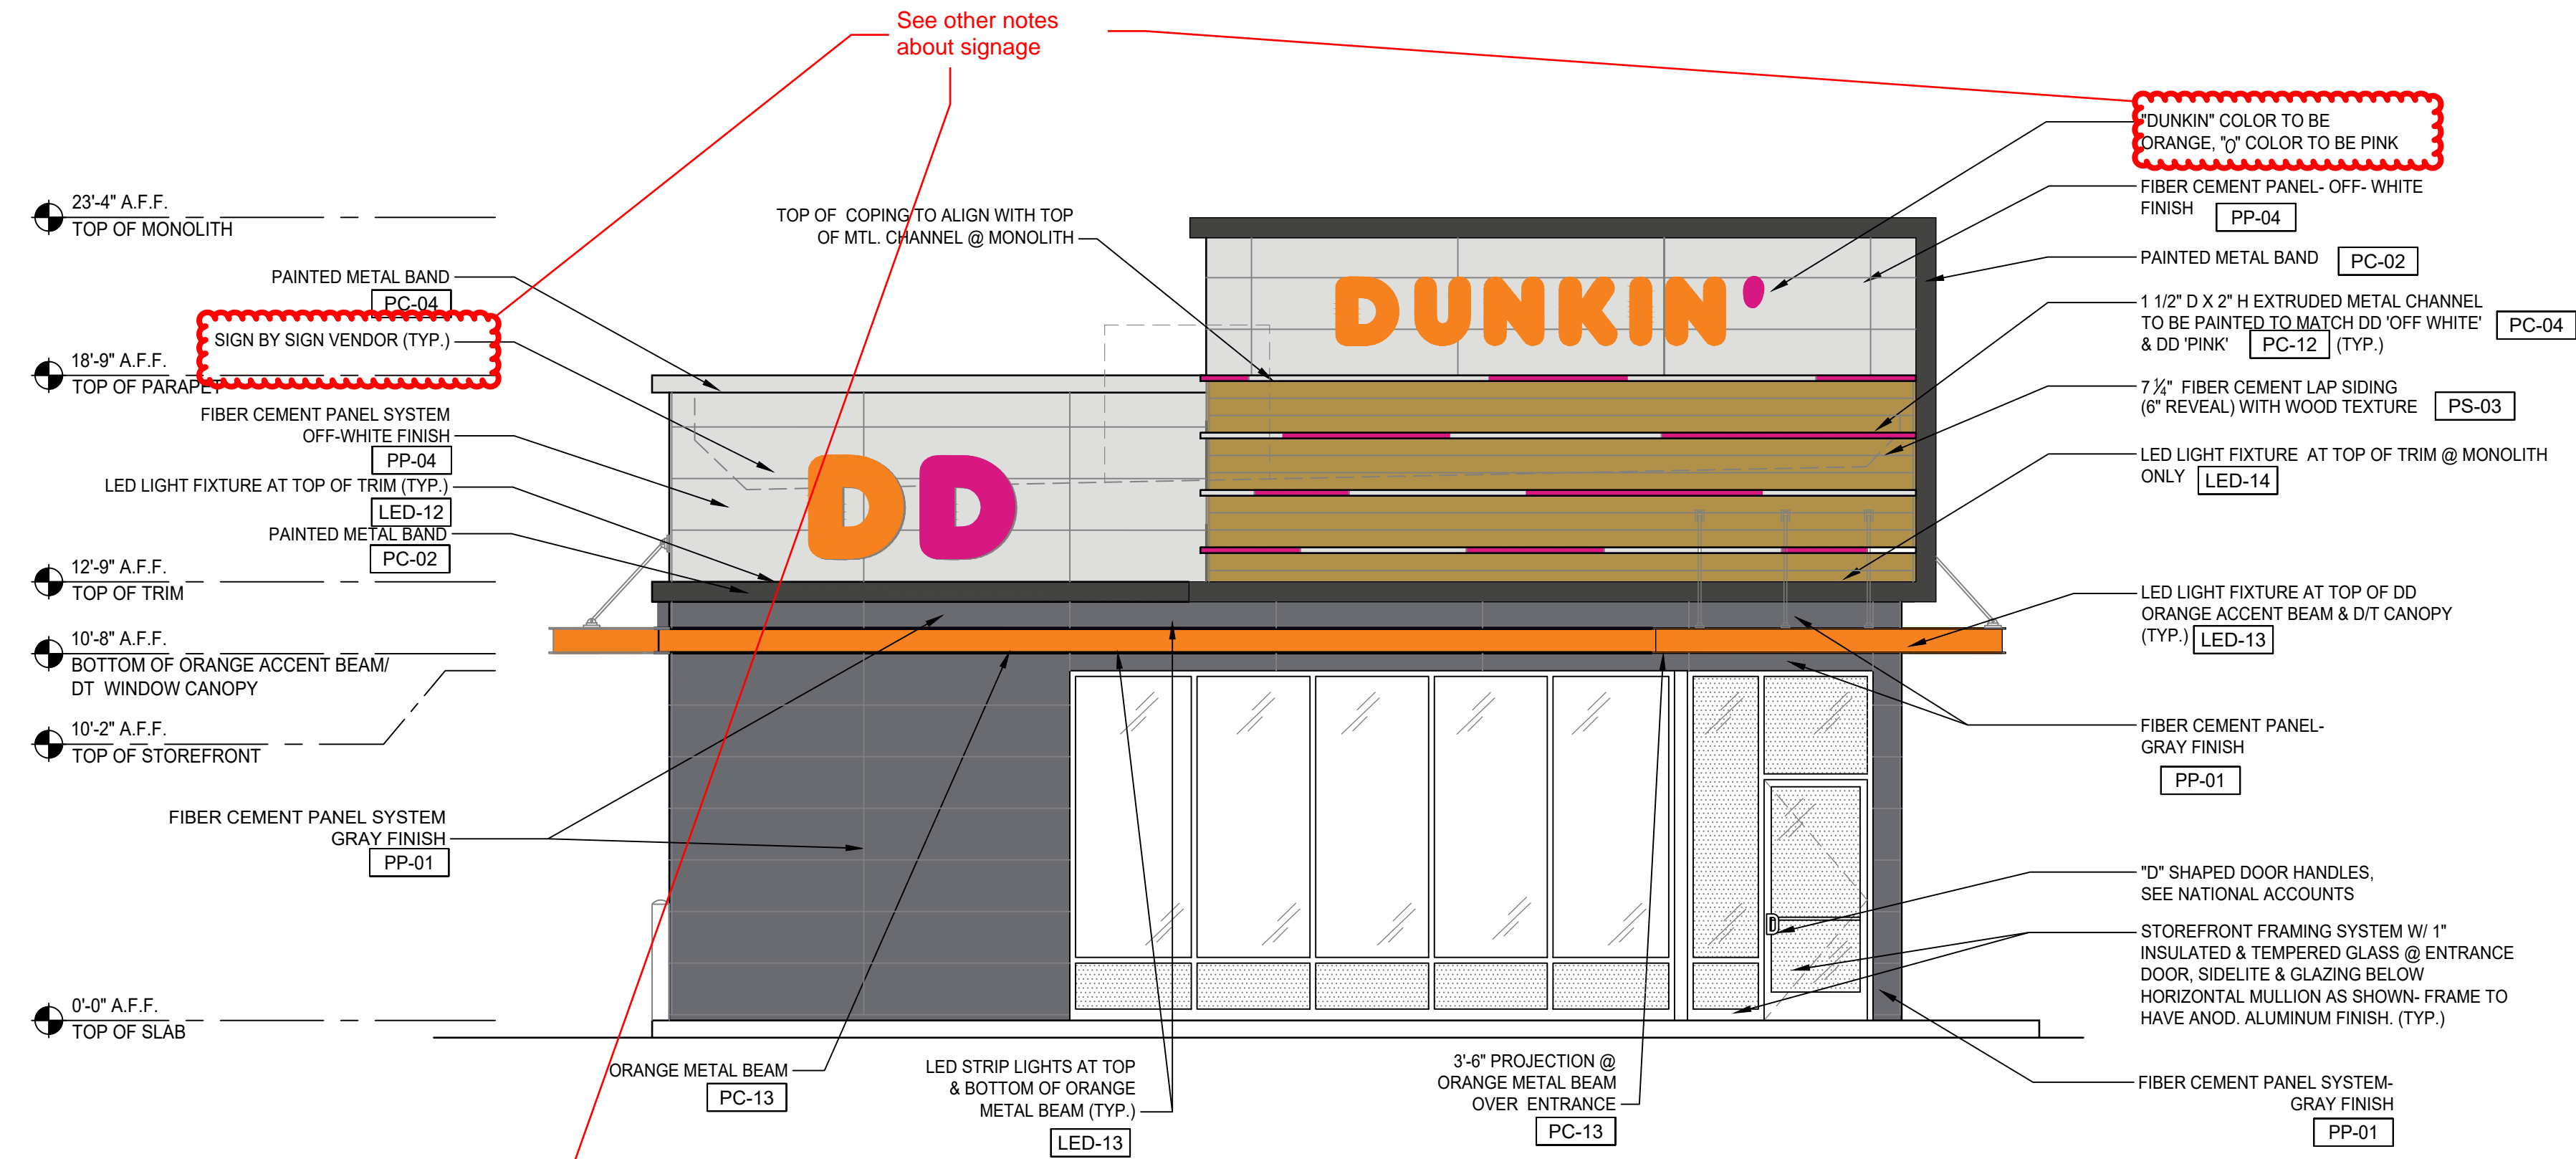 See other notes
about signage
"DUNKIN" COLOR TO BE
ORANGE, "0" COLOR TO BE PINK
23'-4" A.F.F.
TOP OF MONOLITH
TOP OF COPING TO ALIGN WITH TOP
OF MTL. CHANNEL @ MONOLITH
FIBER CEMENT PANEL- OFF- WHITE
FINISH PP-04
PAINTED METAL BAND PC-02
PAINTED METAL BAND
PC-04
SIGN BY SIGN VENDOR (TYP.)
18'-9" A.F.F.
TOP OF PARAPET
DUNKIN'
1 1/2" D X 2" H EXTRUDED METAL CHANNEL
TO BE PAINTED TO MATCH DD 'OFF WHITE' PC-04
& DD 'PINK' PC-12 (TYP.)
7 1/4" FIBER CEMENT LAP SIDING
(6" REVEAL) WITH WOOD TEXTURE PS-03
FIBER CEMENT PANEL SYSTEM
OFF-WHITE FINISH
PP-04
LED LIGHT FIXTURE AT TOP OF TRIM (TYP.)
LED-12
PAINTED METAL BAND
PC-02
DD
LED LIGHT FIXTURE AT TOP OF TRIM @ MONOLITH
ONLY LED-14
12'-9" A.F.F.
TOP OF TRIM
10'-8" A.F.F.
BOTTOM OF ORANGE ACCENT BEAM/
DT WINDOW CANOPY
10'-2" A.F.F.
TOP OF STOREFRONT
LED LIGHT FIXTURE AT TOP OF DD
ORANGE ACCENT BEAM & D/T CANOPY
(TYP.) LED-13
FIBER CEMENT PANEL-
GRAY FINISH
PP-01
FIBER CEMENT PANEL SYSTEM
GRAY FINISH
PP-01
"D" SHAPED DOOR HANDLES,
SEE NATIONAL ACCOUNTS
D
STOREFRONT FRAMING SYSTEM W/ 1"
INSULATED & TEMPERED GLASS @ ENTRANCE
DOOR, SIDELITE & GLAZING BELOW
HORIZONTAL MULLION AS SHOWN- FRAME TO
HAVE ANOD. ALUMINUM FINISH. (TYP.)
0'-0" A.F.F.
TOP OF SLAB
ORANGE METAL BEAM
PC-13
LED STRIP LIGHTS AT TOP
& BOTTOM OF ORANGE
METAL BEAM (TYP.)
LED-13
3'-6" PROJECTION @
ORANGE METAL BEAM
OVER ENTRANCE
PC-13
FIBER CEMENT PANEL SYSTEM-
GRAY FINISH
PP-01